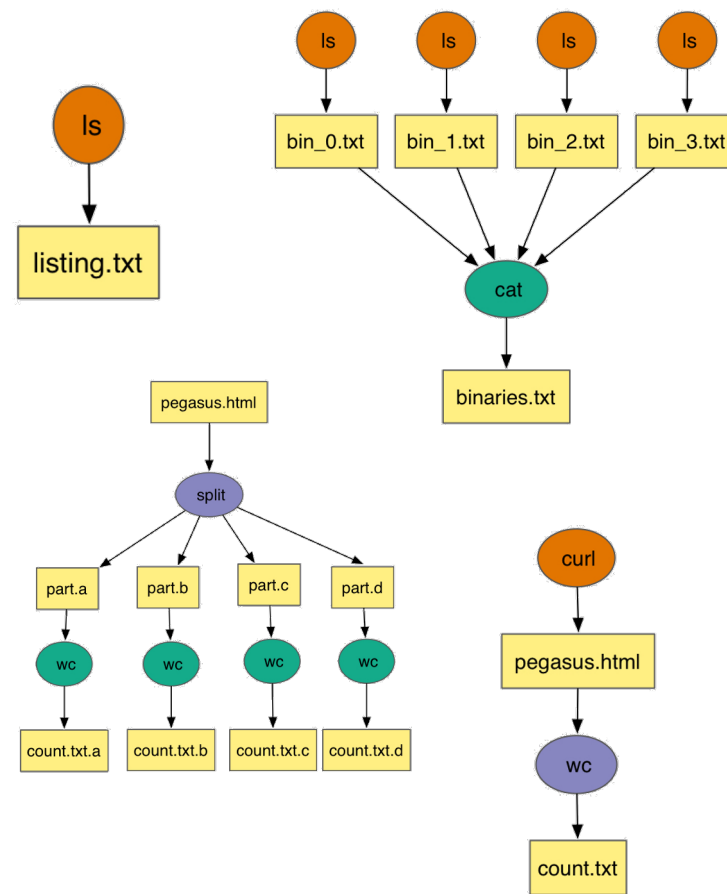 ls
listing.txt
ls
ls
ls
ls
bin_0.txt
bin_1.txt
bin_2.txt
bin_3.txt
cat
binaries.txt
pegasus.html
split
part.a
part.b
part.c
part.d
wc
wc
wc
wc
count.txt.a
count.txt.b
count.txt.c
count.txt.d
curl
pegasus.html
wc
count.txt